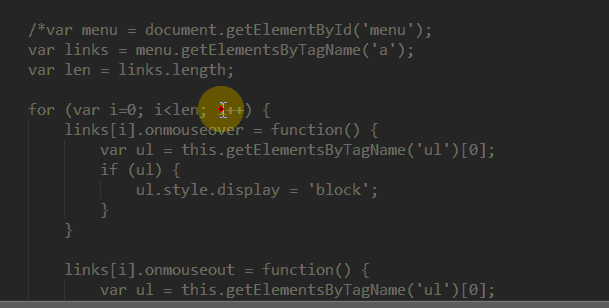 /*var menu = document.getElementById('menu');
var links = menu.getElementsByTagName('a');
var len = links.length;
for (var i=0; i<len; i++) {
links[i].onmouseover = function() {
var ul = this.getElementsByTagName('ul')[0];
if (ul) {
ul.style.display = 'block';
}
}
links[i].onmouseout = function() {
var ul = this.getElementsByTagName('ul')[0];